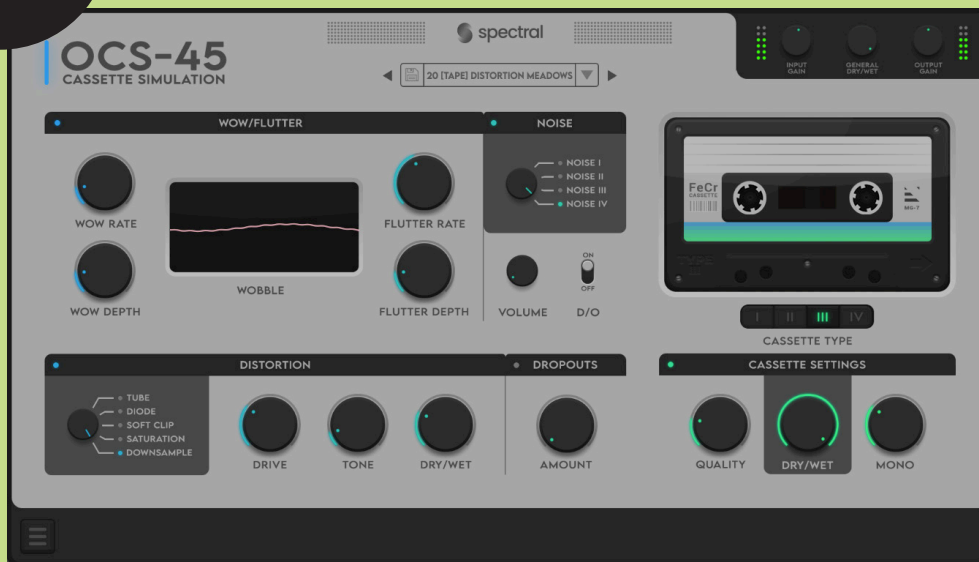 OCS-45
CASSETTE SIMULATION
spectral
20 [TAPE] DISTORTION MEADOWS
INPUT
GAIN
GENERAL
DRY/WET
OUTPUT
GAIN
WOW/FLUTTER
NOISE
WOW RATE
WOW DEPTH
WOBBLE
FLUTTER RATE
FLUTTER DEPTH
NOISE I
NOISE II
NOISE III
NOISE IV
VOLUME
ON
OFF
D/O
FeCr
CASSETTE
MG-7
TYPE
I II III IV
CASSETTE TYPE
DISTORTION
DROPOUTS
CASSETTE SETTINGS
TUBE
DIODE
SOFT CLIP
SATURATION
DOWNSAMPLE
DRIVE
TONE
DRY/WET
AMOUNT
QUALITY
DRY/WET
MONO